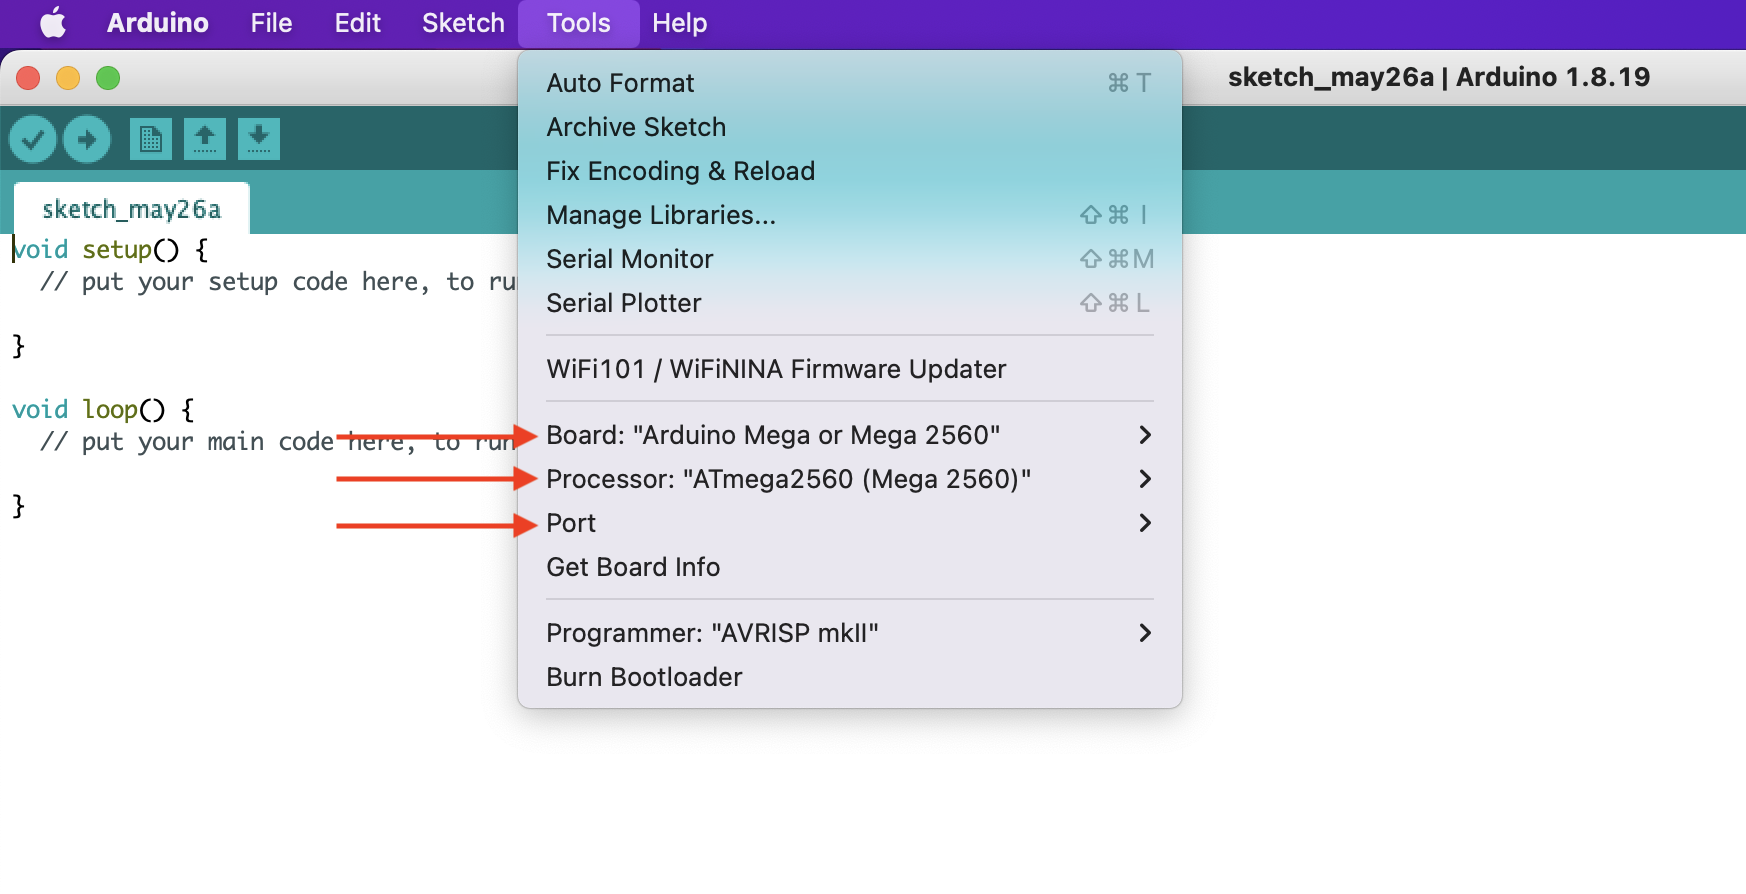 Arduino File Edit Sketch Tools Help
sketch_may26a | Arduino 1.8.19
sketch_may26a
void setup() {
// put your setup code here, to ru
}
void loop() {
// put your main code here, to run
}
Auto Format ⌘ T
Archive Sketch
Fix Encoding & Reload
Manage Libraries... ⇧⌘ I
Serial Monitor ⇧⌘M
Serial Plotter ⇧⌘ L
WiFi101 / WiFiNINA Firmware Updater
Board: "Arduino Mega or Mega 2560"
Processor: "ATmega2560 (Mega 2560)"
Port
Get Board Info
Programmer: "AVRISP mkII"
Burn Bootloader